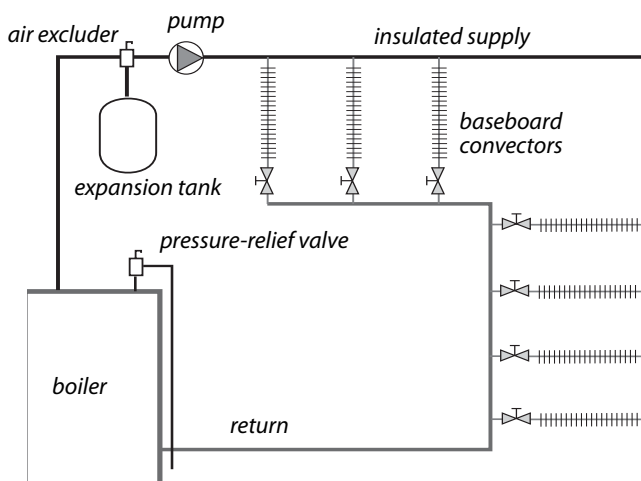 pump
air excluder
insulated supply
baseboard
convectors
expansion tank
pressure-relief valve
boiler
return